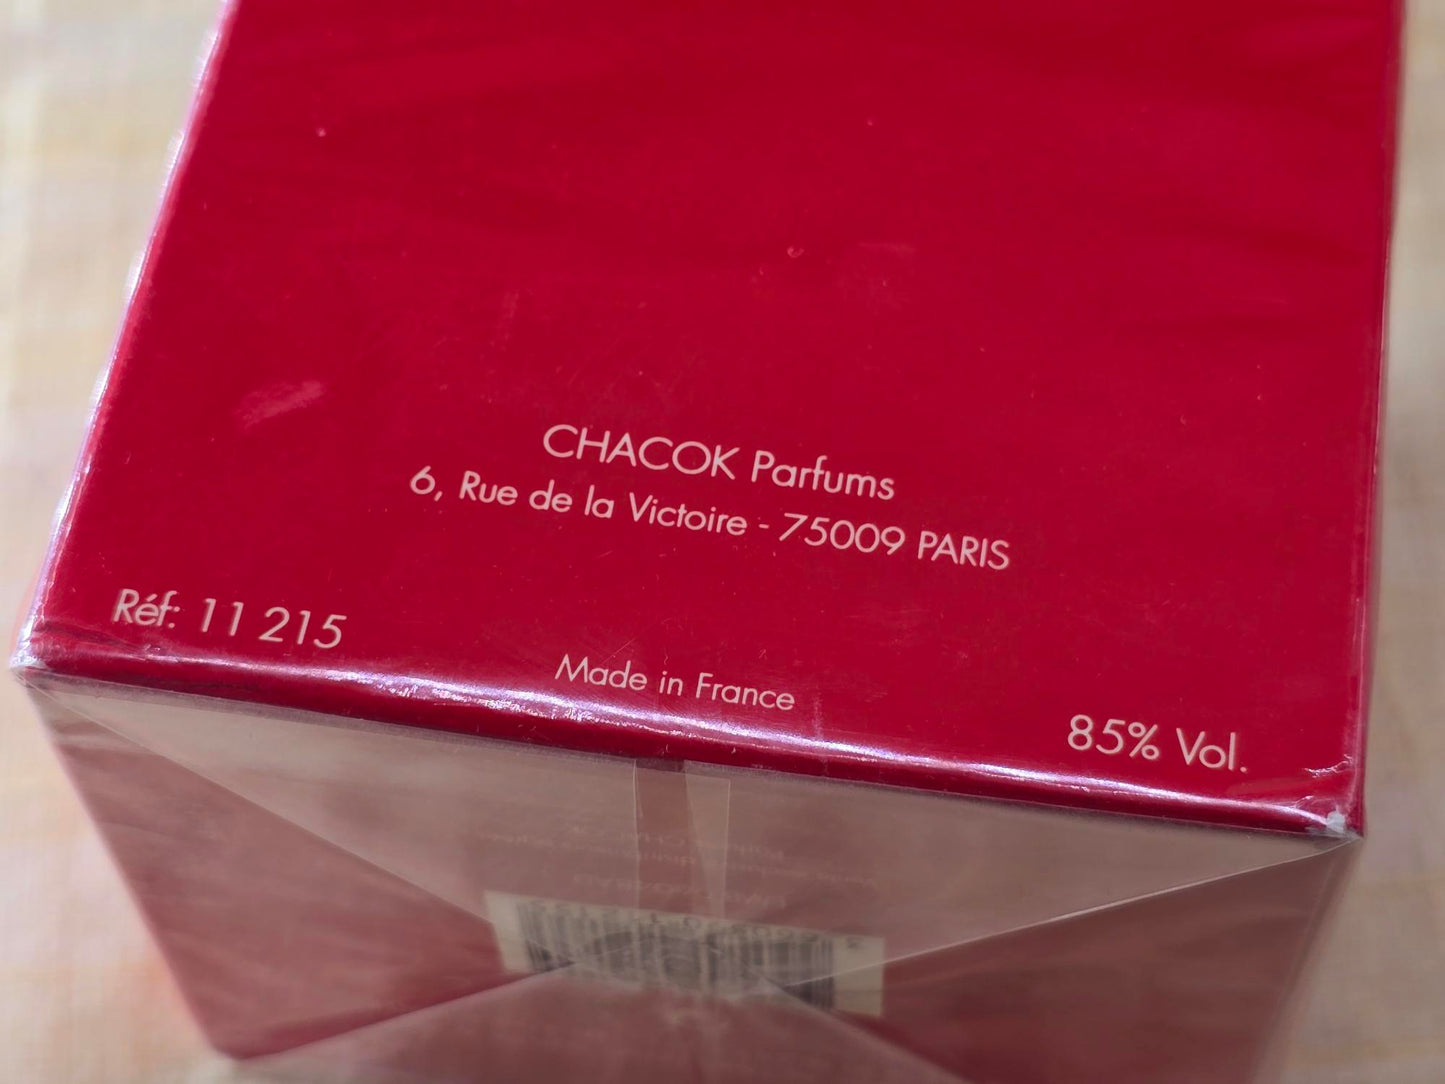 CHACOK Parfums
6, Rue de la Victoire - 75009 PARIS
Réf: 11 215
Made in France
85% Vol.